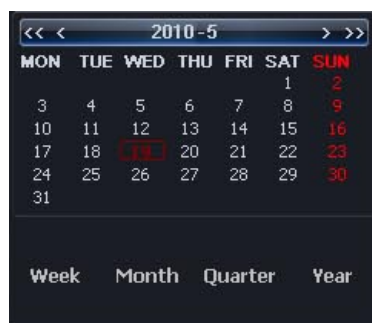 << < 2010-5 > >>
MON TUE WED THU FRI SAT SUN
1 2
3 4 5 6 7 8 9
10 11 12 13 14 15 16
17 18 19 20 21 22 23
24 25 26 27 28 29 30
31
Week Month Quarter Year